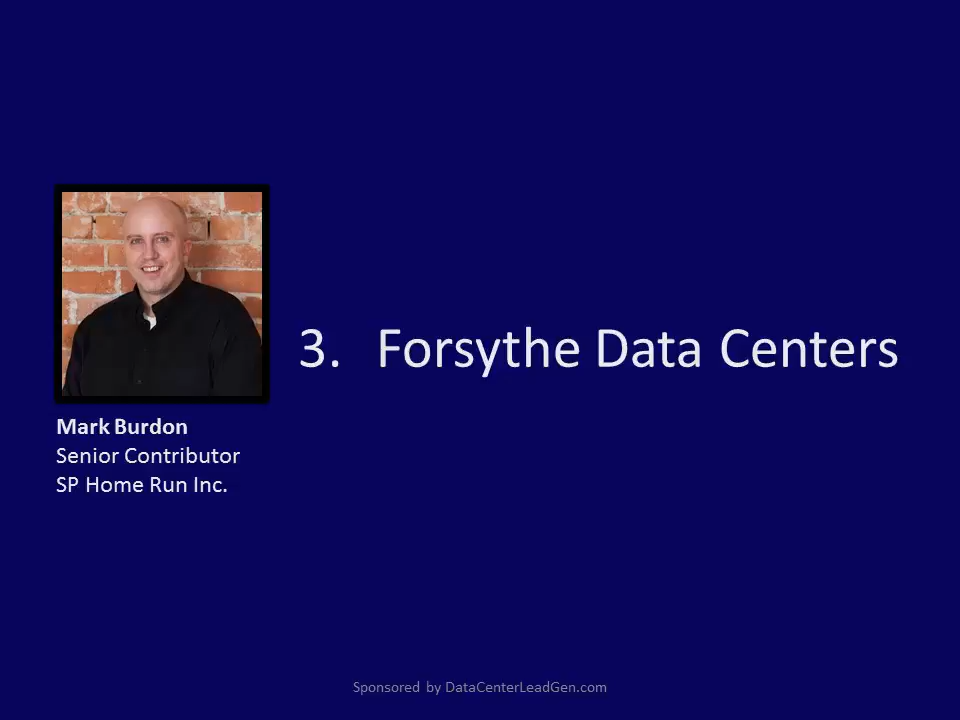 3. Forsythe Data Centers
Mark Burdon
Senior Contributor
SP Home Run Inc.
Sponsored by DataCenterLeadGen.com